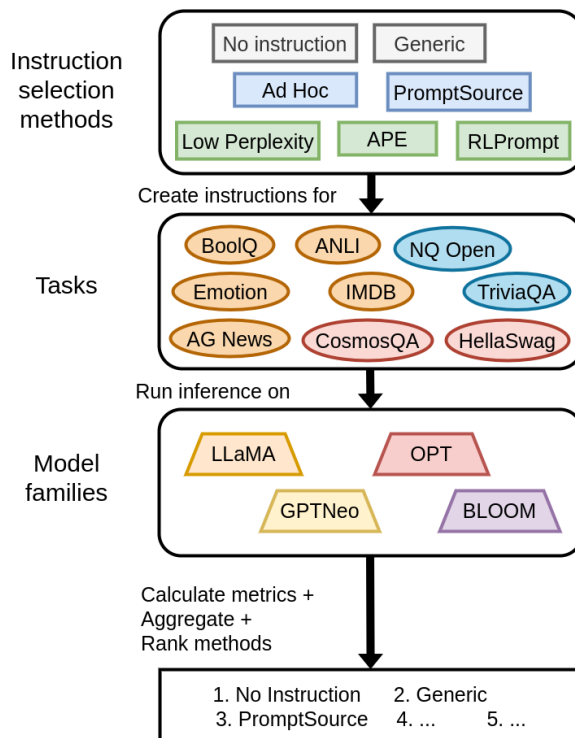 Instruction
selection
methods
No instruction
Generic
Ad Hoc
PromptSource
Low Perplexity
APE
RLPrompt
Create instructions for
Tasks
BoolQ
ANLI
NQ Open
Emotion
IMDB
TriviaQA
AG News
CosmosQA
HellaSwag
Run inference on
Model
families
LLaMA
OPT
GPTNeo
BLOOM
Calculate metrics +
Aggregate +
Rank methods
1. No Instruction 2. Generic
3. PromptSource 4. ... 5. ...